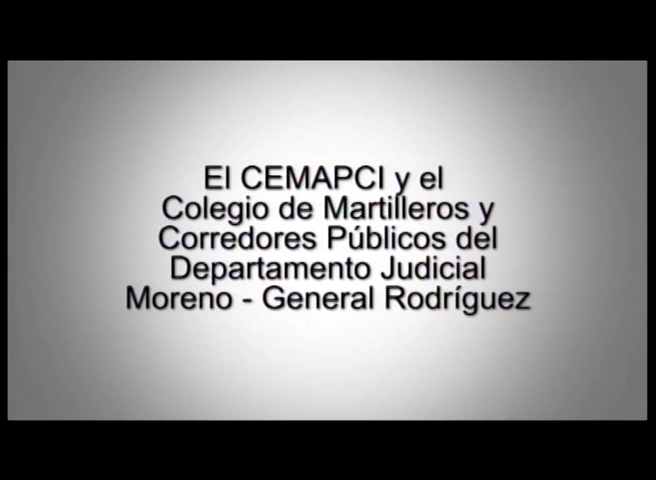 El CEMAPCI y el
Colegio de Martilleros y
Corredores Públicos del
Departamento Judicial
Moreno - General Rodríguez